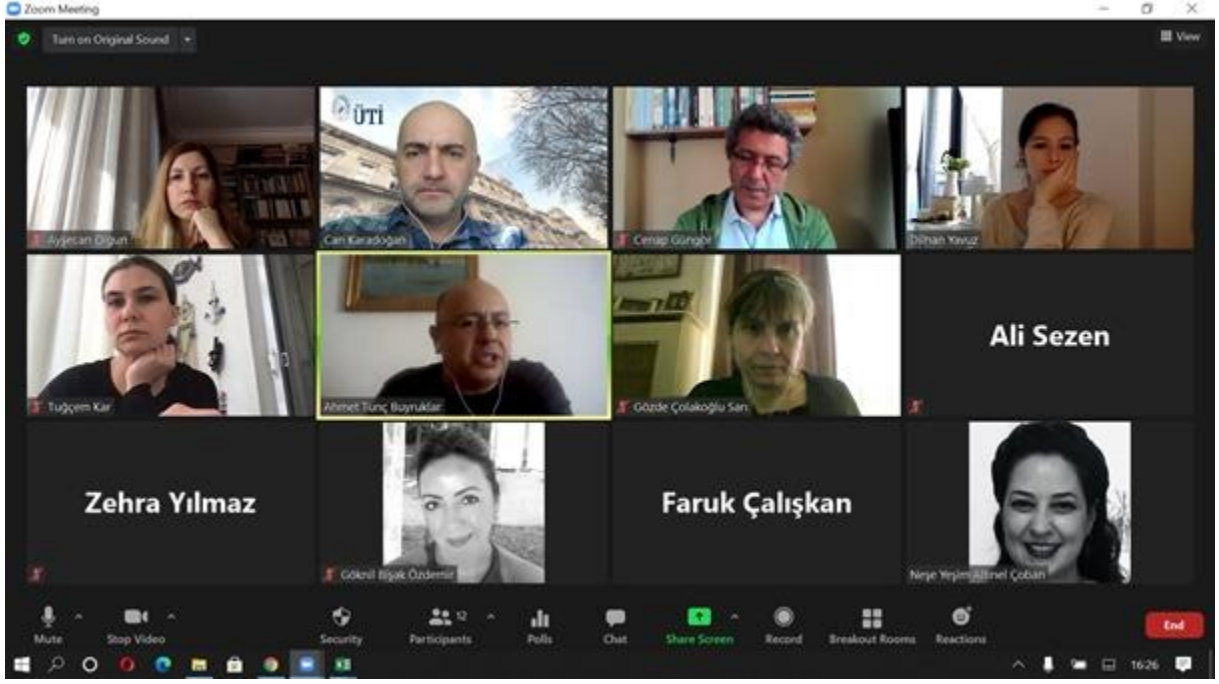 Zoom Meeting
Turn on Original Sound
View
Ayşecan Olgun
ÜTİ
Can Karadoğan
Cenap Güngör
Dilhan Yavuz
Tuğçem Kar
Ahmet Tunç Buyruklar
Gözde Çolakoğlu Sarı
Ali Sezen
Zehra Yılmaz
Göknil Bişak Özdemir
Faruk Çalışkan
Neşe Yeşim Altınel Çoban
Mute
Stop Video
Security
Participants
12
Polls
Chat
Share Screen
Record
Breakout Rooms
Reactions
End
16:26